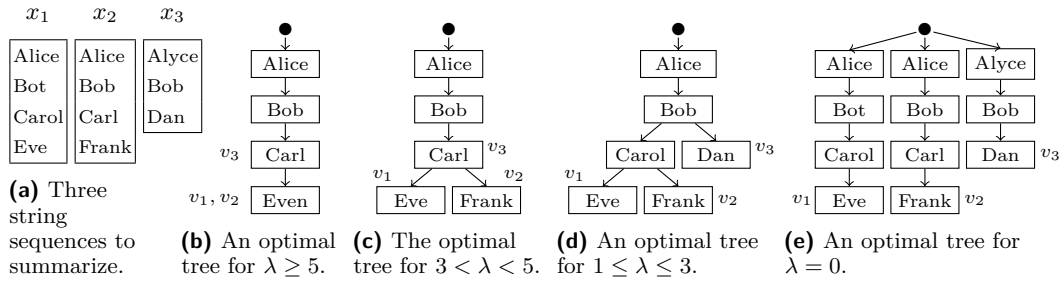 x₁ x₂ x₃
Alice Alice Alyce
Bot Bob Bob
Carol Carl Dan
Eve Frank
(a) Three
string
sequences to
summarize.
Alice
Bob
v₃ Carl
v₁, v₂ Even
(b) An optimal
tree for λ ≥ 5.
Alice
Bob
Carl v₃
v₁ v₂
Eve Frank
(c) The optimal
tree for 3 < λ < 5.
Alice
Bob
Carol Dan v₃
v₁
Eve Frank v₂
(d) An optimal tree
for 1 ≤ λ ≤ 3.
Alice Alice Alyce
Bot Bob Bob
Carol Carl Dan v₃
v₁ Eve Frank v₂
(e) An optimal tree for
λ = 0.